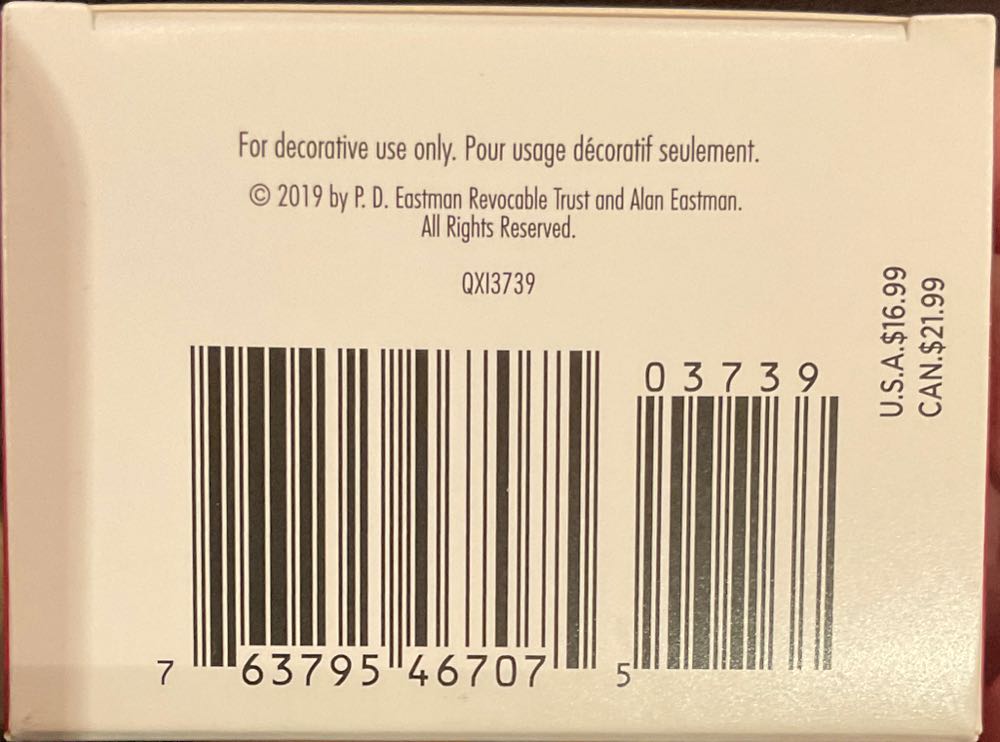 For decorative use only. Pour usage décoratif seulement.
© 2019 by P. D. Eastman Revocable Trust and Alan Eastman.
All Rights Reserved.
QXI3739
U.S.A.$16.99
CAN.$21.99
03739
7 63795 46707 5